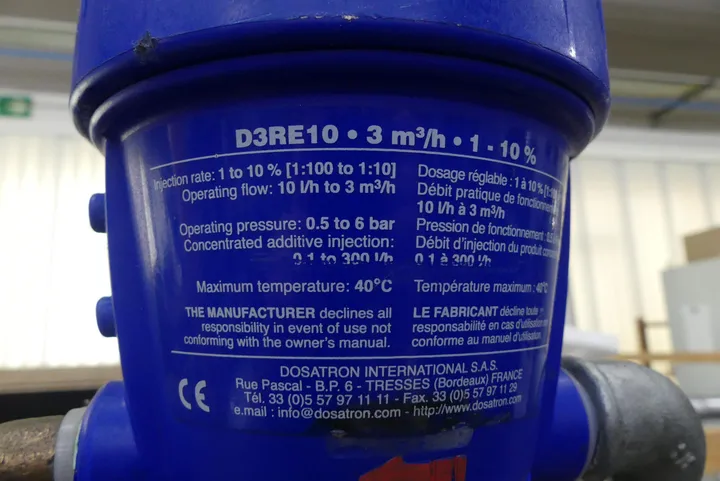 D3RE10 • 3 m³/h • 1 - 10 %
Injection rate: 1 to 10 % [1:100 to 1:10]
Operating flow: 10 l/h to 3 m³/h
Operating pressure: 0.5 to 6 bar
Concentrated additive injection:
0.1 to 300 l/h
Maximum temperature: 40°C
THE MANUFACTURER declines all
responsibility in event of use not
conforming with the owner's manual.
Dosage réglable : 1 à 10 %
Débit pratique de
10 l/h à 3 m³/h
Pression de fonctionnement :
Débit d'injection du produit
0.1 à 300 l/h
Température maximum : 40°C
LE FABRICANT décline toute
responsabilité en cas d'utilisation
conforme au manuel d'utilisation.
DOSATRON INTERNATIONAL S.A.S.
Rue Pascal - B.P. 6 - TRESSES (Bordeaux) FRANCE
Tél. 33 (0)5 57 97 11 11 - Fax. 33 (0)5 57 97 11 29
e.mail : info@dosatron.com - http://www.dosatron.com
CE